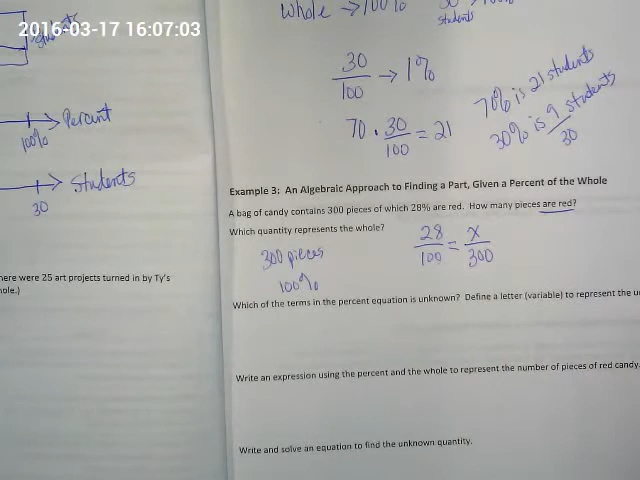 2016-03-17 16:07:03
students
Percent
100%
students
30
here were 25 art projects turned in by Ty's
whole → 100%
students
30/100 → 1%
70 · 30/100 = 21
70% is 21 students
30% is 9 students
30
Example 3: An Algebraic Approach to Finding a Part, Given a Percent of the Whole
A bag of candy contains 300 pieces of which 28% are red. How many pieces are red?
Which quantity represents the whole?
300 pieces
100%
28/100 = x/300
Which of the terms in the percent equation is unknown? Define a letter (variable) to represent the
Write an expression using the percent and the whole to represent the number of pieces of red candy.
Write and solve an equation to find the unknown quantity.